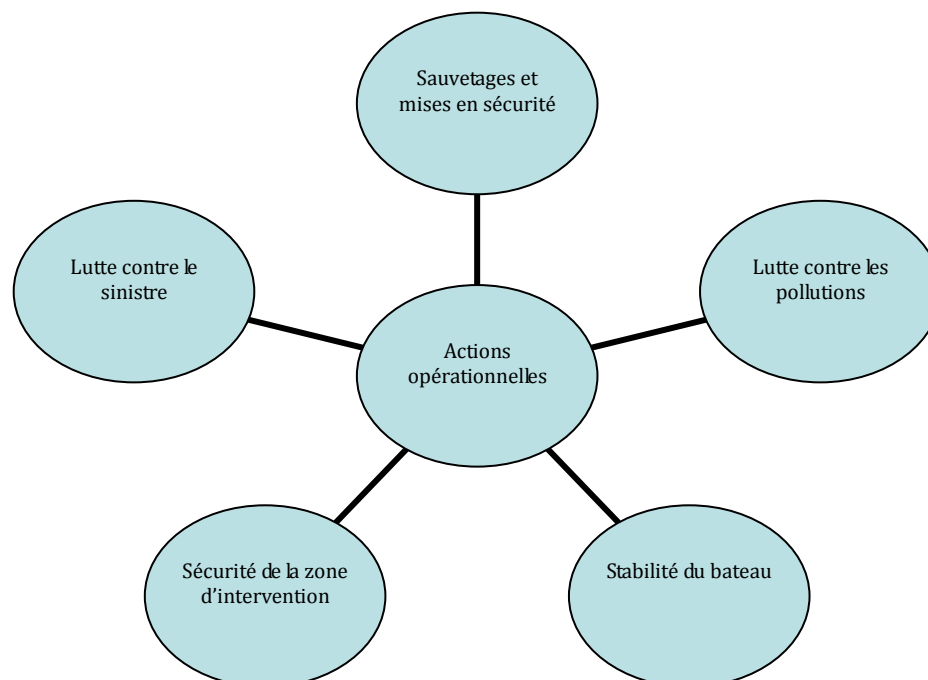 Sauvetages et
mises en sécurité
Lutte contre le
sinistre
Lutte contre les
pollutions
Actions
opérationnelles
Sécurité de la zone
d’intervention
Stabilité du bateau